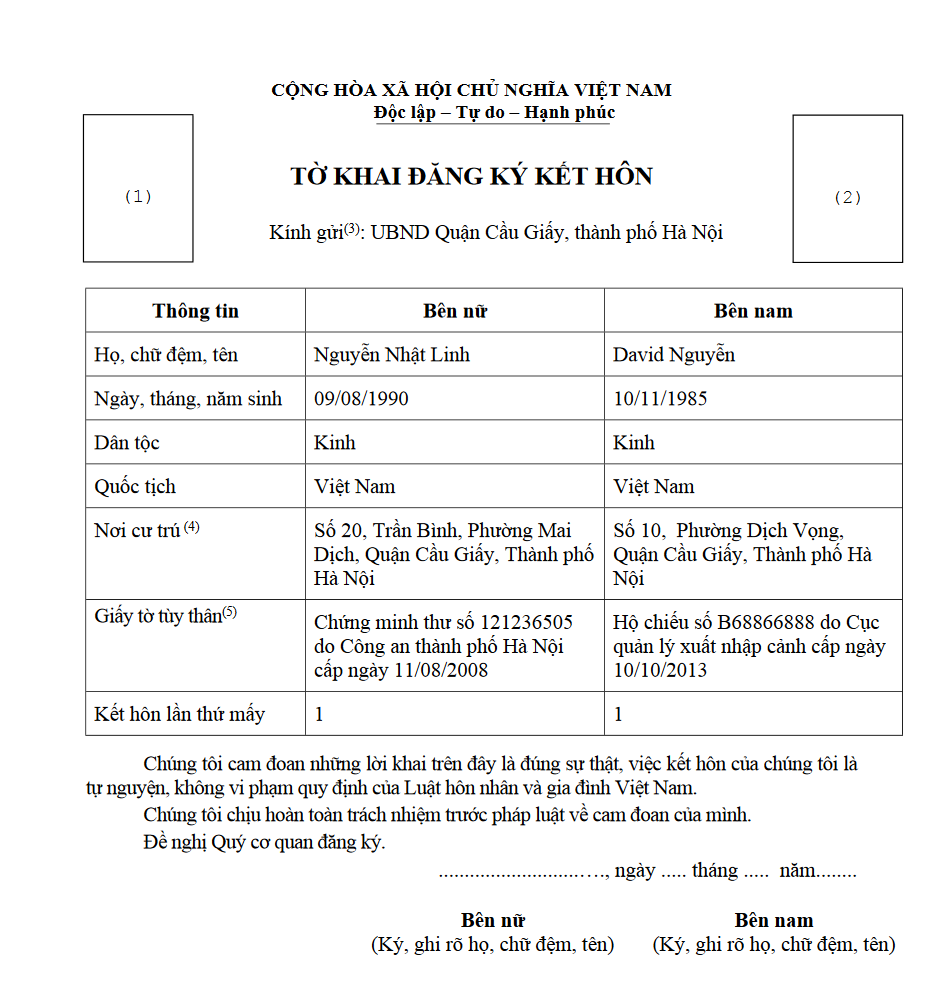 CỘNG HÒA XÃ HỘI CHỦ NGHĨA VIỆT NAM
Độc lập – Tự do – Hạnh phúc
(1)
(2)
TỜ KHAI ĐĂNG KÝ KẾT HÔN
Kính gửi(3): UBND Quận Cầu Giấy, thành phố Hà Nội
Thông tin Bên nữ Bên nam
Họ, chữ đệm, tên Nguyễn Nhật Linh David Nguyễn
Ngày, tháng, năm sinh 09/08/1990 10/11/1985
Dân tộc Kinh Kinh
Quốc tịch Việt Nam Việt Nam
Nơi cư trú (4)
Số 20, Trần Bình, Phường Mai
Dịch, Quận Cầu Giấy, Thành phố
Hà Nội
Số 10, Phường Dịch Vọng,
Quận Cầu Giấy, Thành phố Hà
Nội
Giấy tờ tùy thân(5)
Chứng minh thư số 121236505
do Công an thành phố Hà Nội
cấp ngày 11/08/2008
Hộ chiếu số B68866888 do Cục
quản lý xuất nhập cảnh cấp ngày
10/10/2013
Kết hôn lần thứ mấy 1 1
Chúng tôi cam đoan những lời khai trên đây là đúng sự thật, việc kết hôn của chúng tôi là
tự nguyện, không vi phạm quy định của Luật hôn nhân và gia đình Việt Nam.
Chúng tôi chịu hoàn toàn trách nhiệm trước pháp luật về cam đoan của mình.
Đề nghị Quý cơ quan đăng ký.
..............................., ngày ..... tháng ..... năm........
Bên nữ Bên nam
(Ký, ghi rõ họ, chữ đệm, tên) (Ký, ghi rõ họ, chữ đệm, tên)